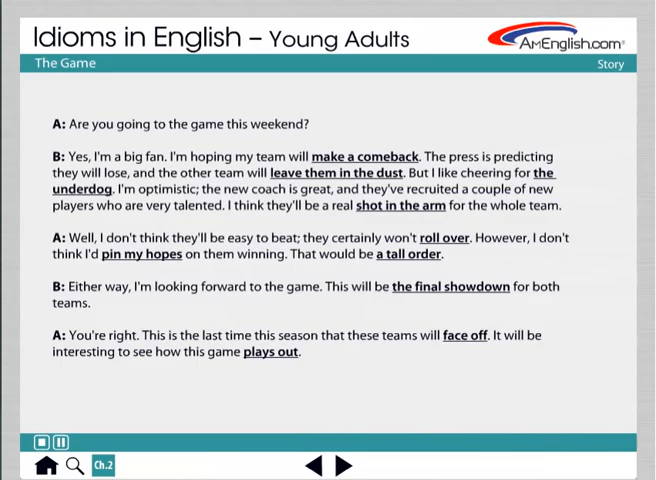 Idioms in English – Young Adults
AMENGLISH.COM®
The Game
Story
A: Are you going to the game this weekend?
B: Yes, I'm a big fan. I'm hoping my team will make a comeback. The press is predicting
they will lose, and the other team will leave them in the dust. But I like cheering for the
underdog. I'm optimistic; the new coach is great, and they've recruited a couple of new
players who are very talented. I think they'll be a real shot in the arm for the whole team.
A: Well, I don't think they'll be easy to beat; they certainly won't roll over. However, I don't
think I'd pin my hopes on them winning. That would be a tall order.
B: Either way, I'm looking forward to the game. This will be the final showdown for both
teams.
A: You're right. This is the last time this season that these teams will face off. It will be
interesting to see how this game plays out.
Ch.2